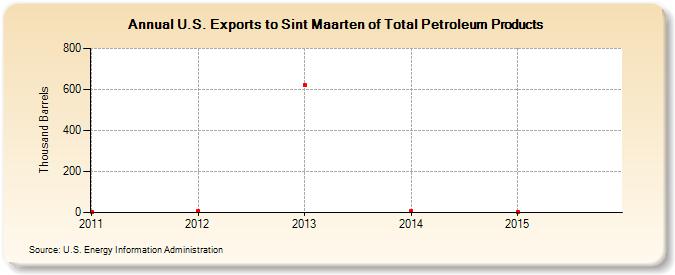 Annual U.S. Exports to Sint Maarten of Total Petroleum Products
Thousand Barrels
800
600
400
200
0
2011 2012 2013 2014 2015
Source: U.S. Energy Information Administration